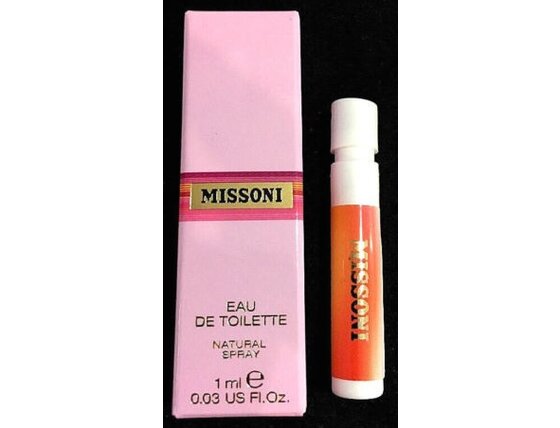 MISSONI
EAU
DE TOILETTE
NATURAL
SPRAY
1 ml e
0.03 US Fl.Oz.
MISSONI